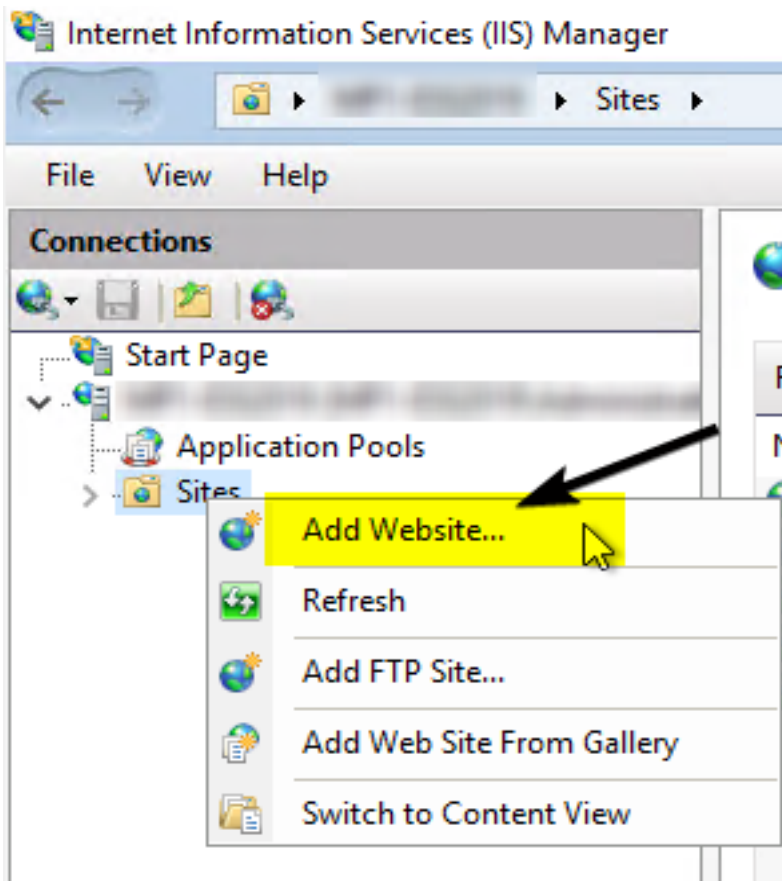 Internet Information Services (IIS) Manager
Sites
File View Help
Connections
Start Page
Application Pools
Sites
Add Website...
Refresh
Add FTP Site...
Add Web Site From Gallery
Switch to Content View